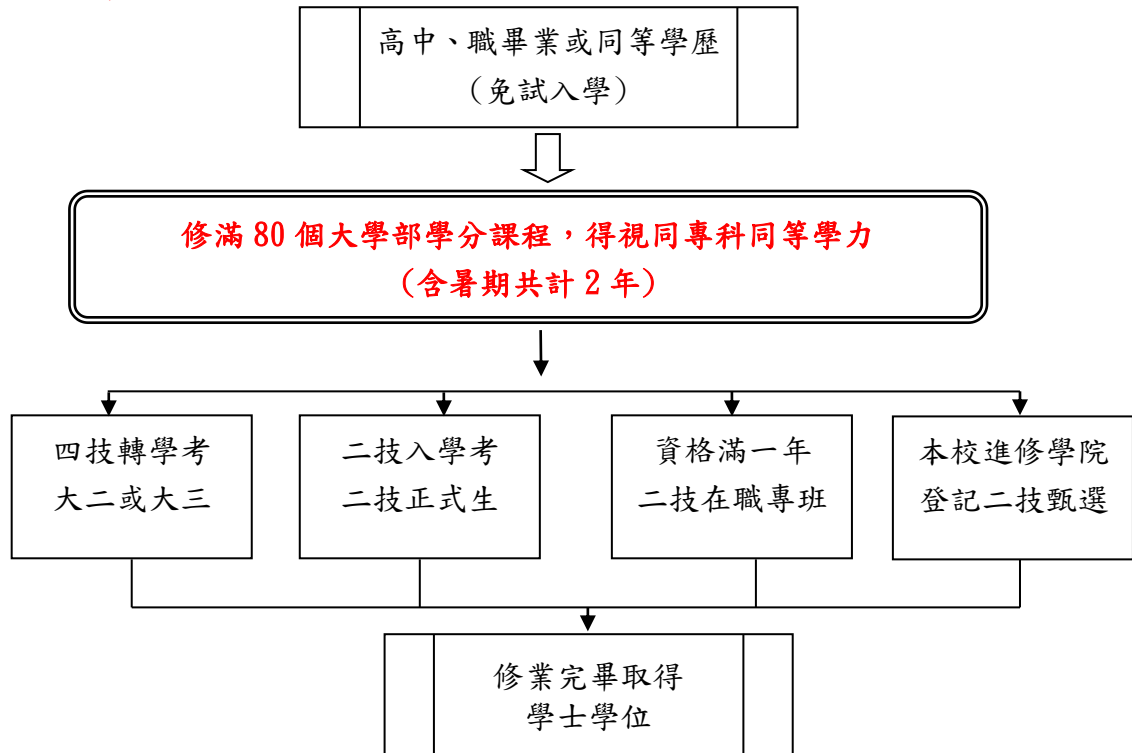 高中、職畢業或同等學歷
（免試入學）
修滿 80 個大學部學分課程，得視同專科同等學力
（含暑期共計 2 年）
四技轉學考
大二或大三
二技入學考
二技正式生
資格滿一年
二技在職專班
本校進修學院
登記二技甄選
修業完畢取得
學士學位